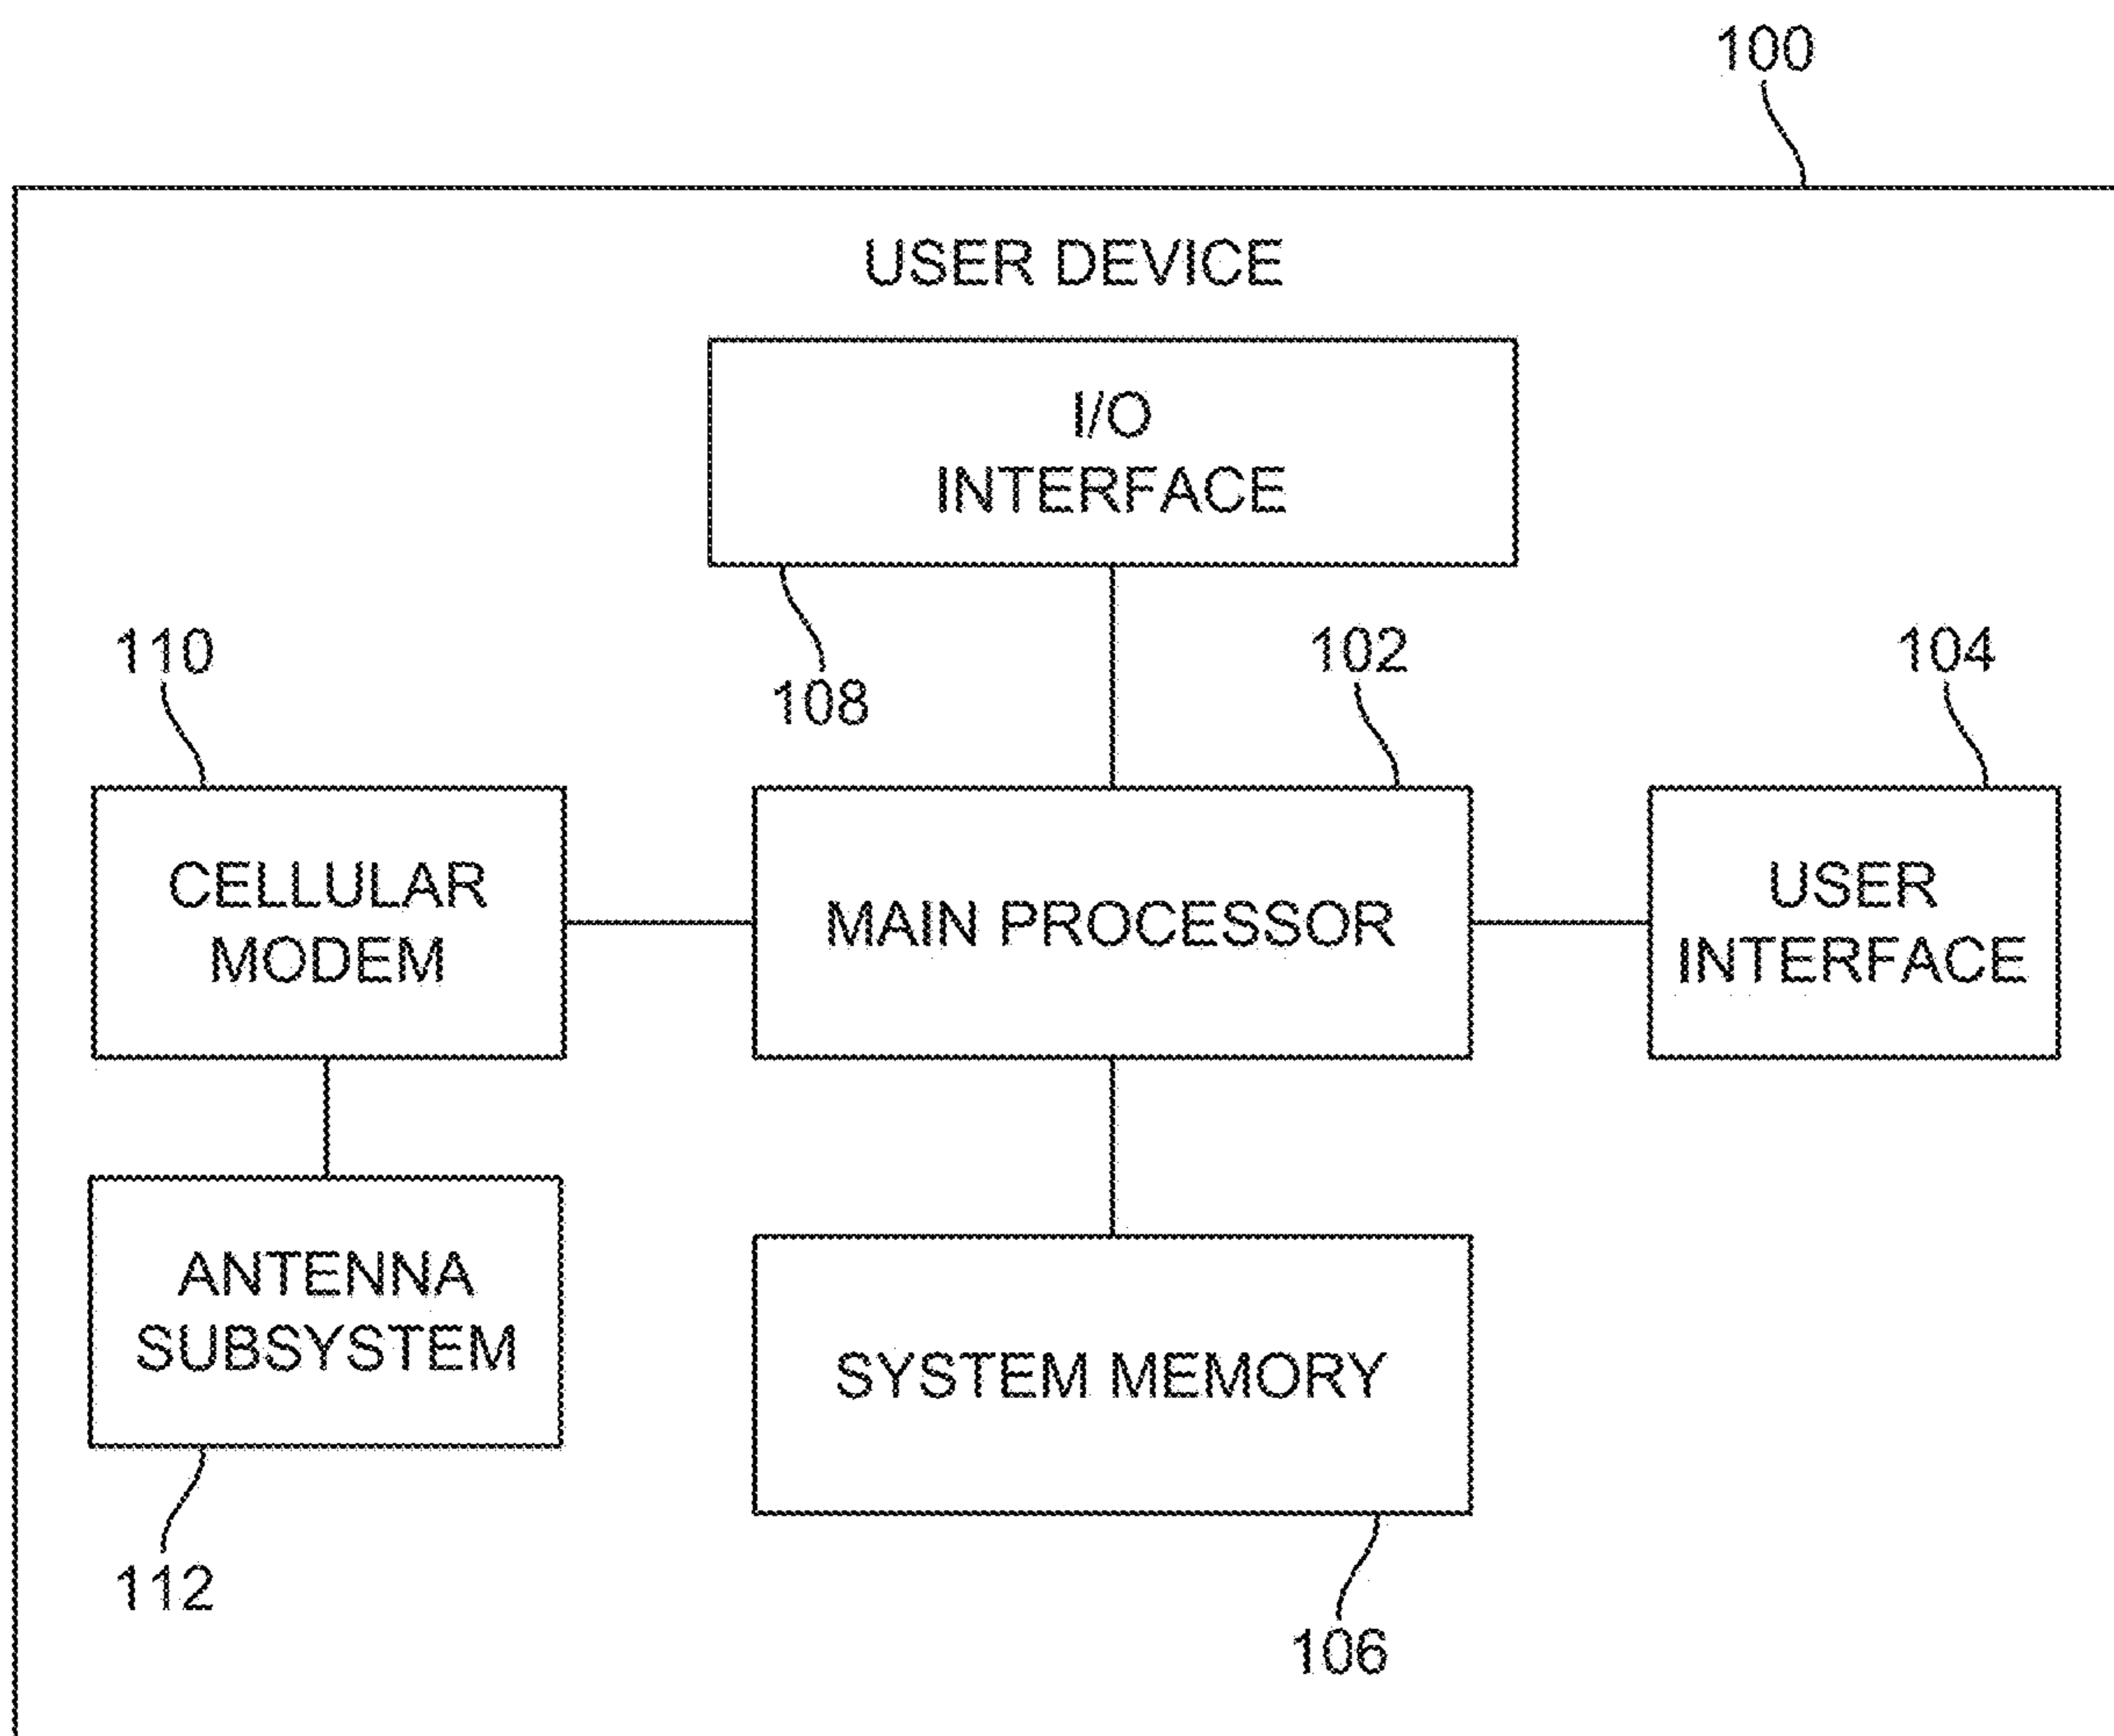 100
USER DEVICE
I/O
INTERFACE
108
110
102
104
CELLULAR
MODEM
MAIN PROCESSOR
USER
INTERFACE
ANTENNA
SUBSYSTEM
SYSTEM MEMORY
112
106